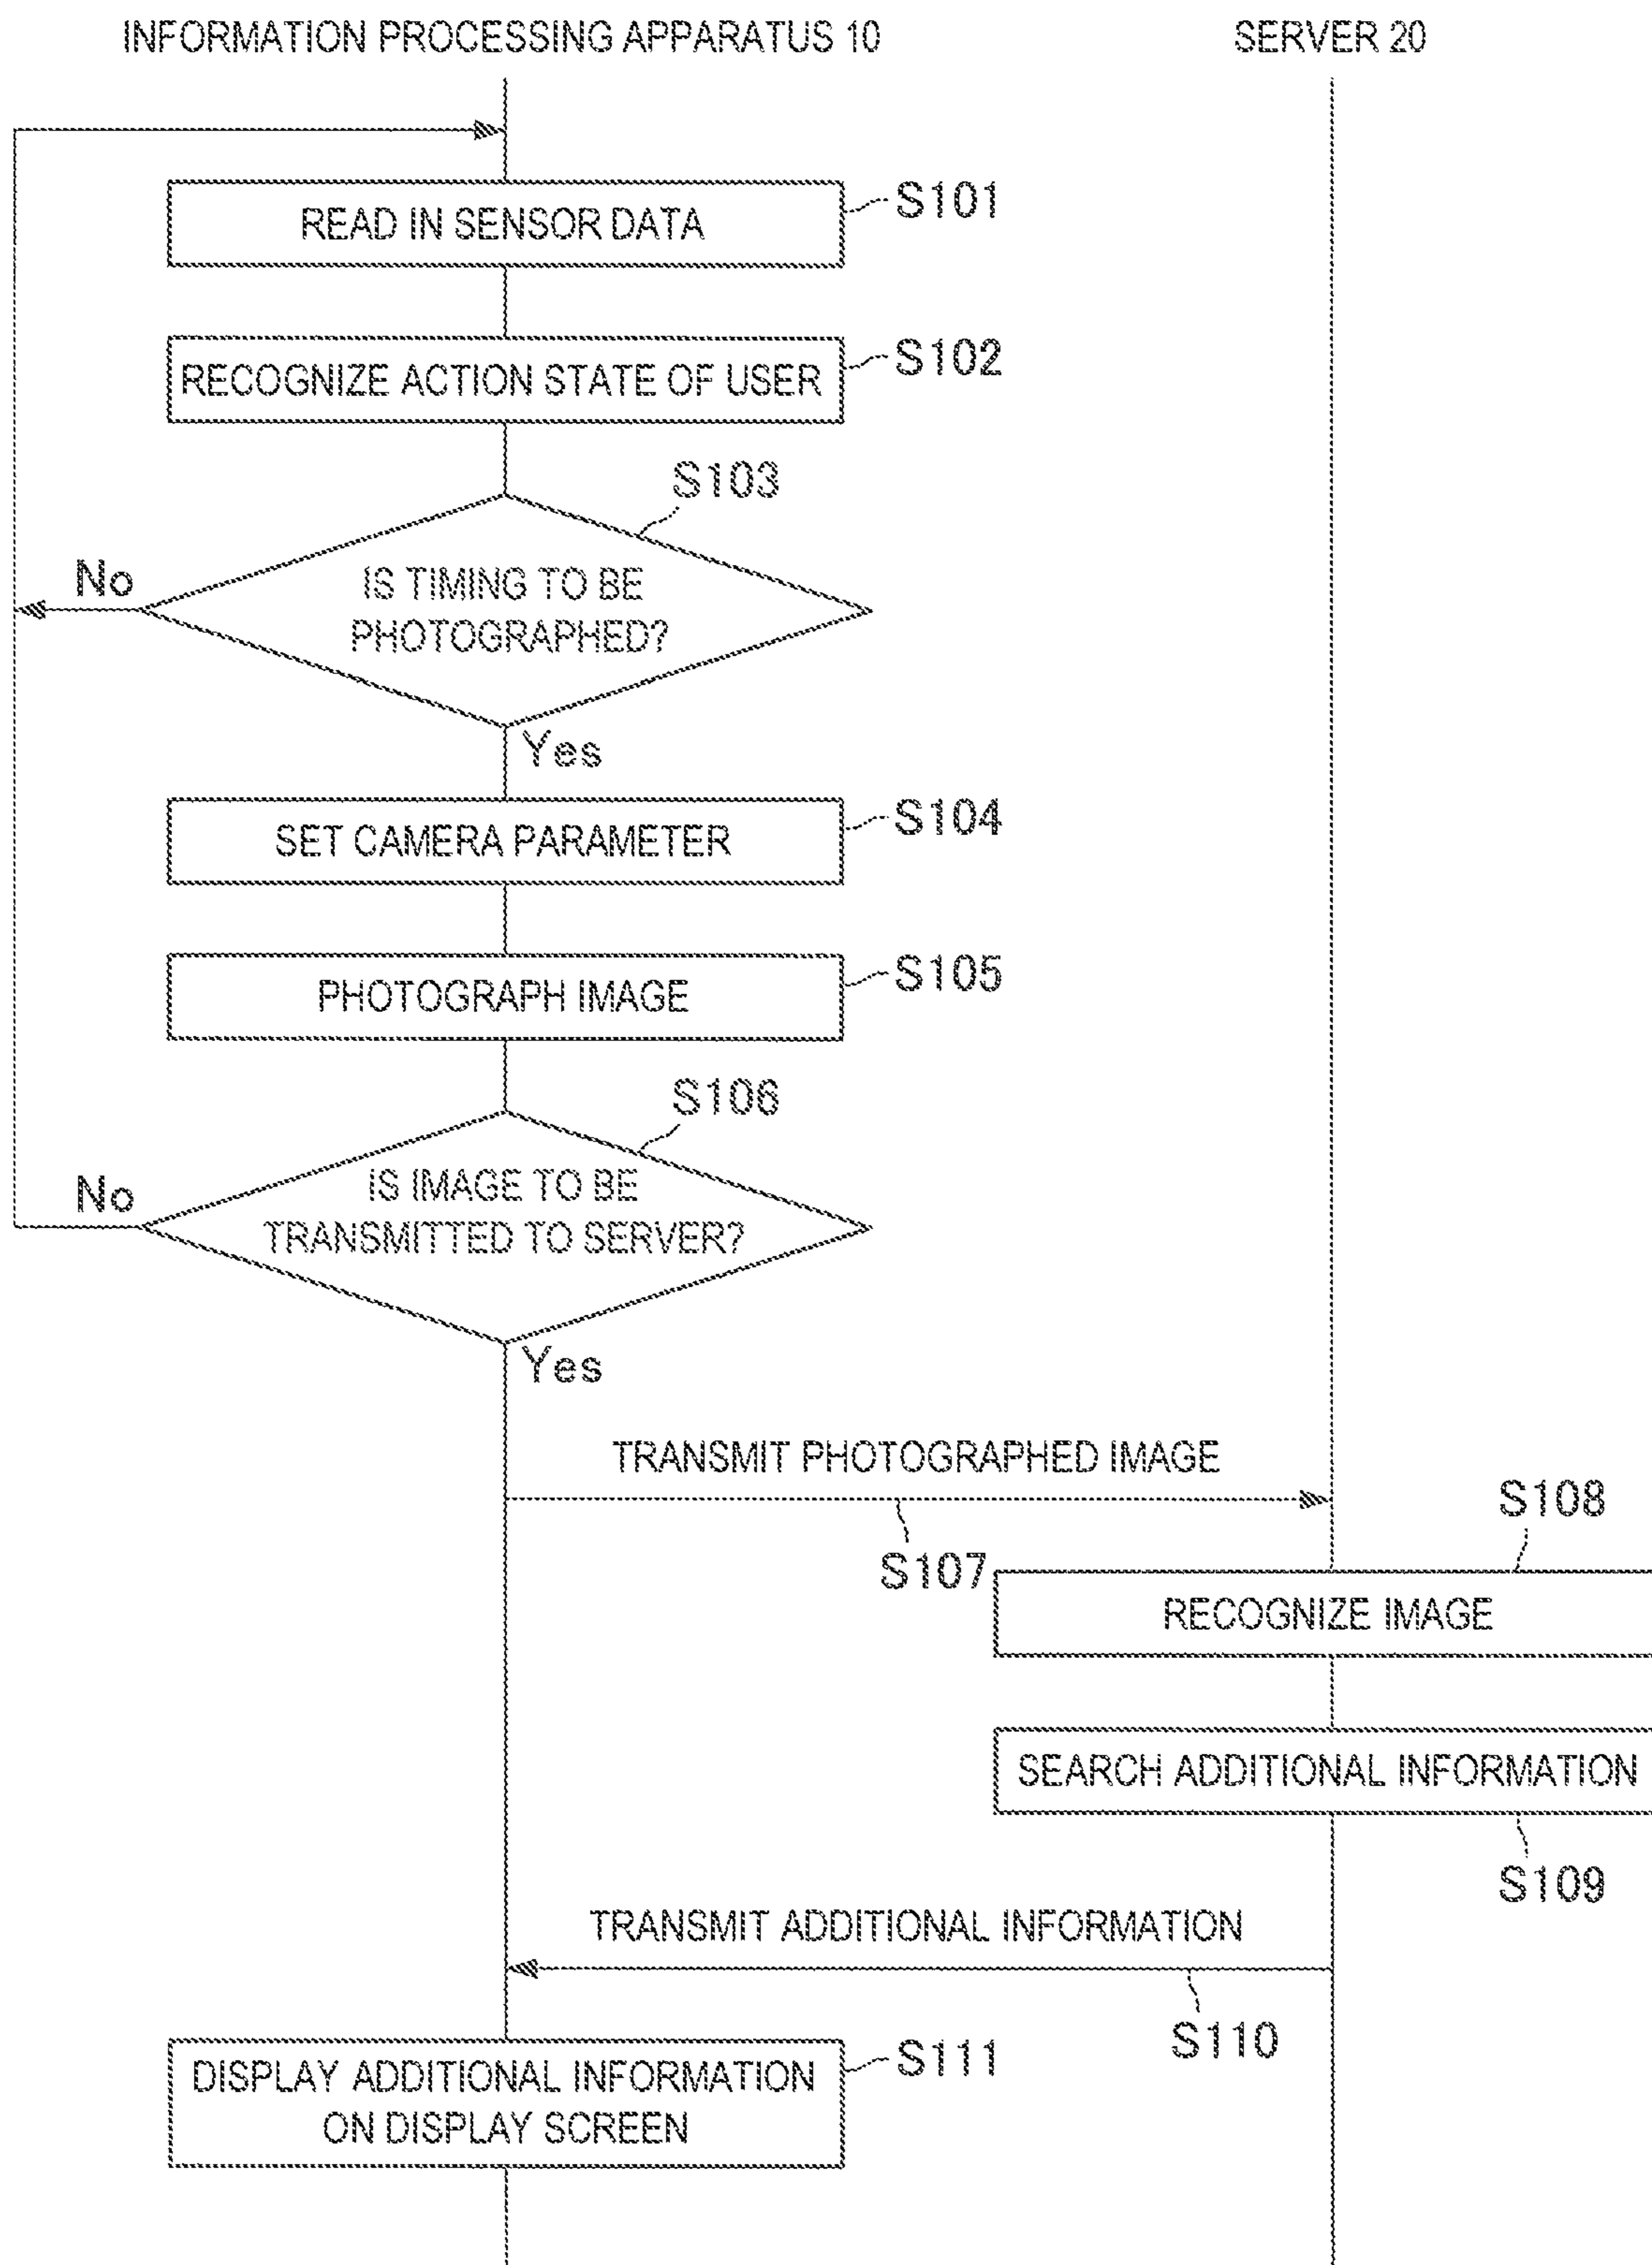 INFORMATION PROCESSING APPARATUS 10
SERVER 20
READ IN SENSOR DATA
S101
RECOGNIZE ACTION STATE OF USER
S102
S103
No
IS TIMING TO BE
PHOTOGRAPHED?
Yes
SET CAMERA PARAMETER
S104
PHOTOGRAPH IMAGE
S105
S106
No
IS IMAGE TO BE
TRANSMITTED TO SERVER?
Yes
TRANSMIT PHOTOGRAPHED IMAGE
S107
S108
RECOGNIZE IMAGE
SEARCH ADDITIONAL INFORMATION
S109
TRANSMIT ADDITIONAL INFORMATION
S110
DISPLAY ADDITIONAL INFORMATION
ON DISPLAY SCREEN
S111